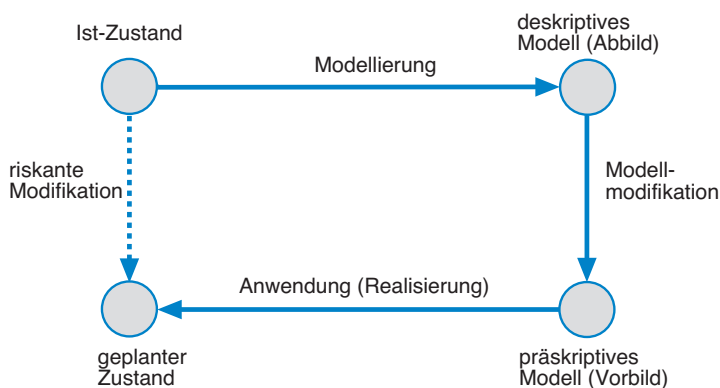 Ist-Zustand
deskriptives
Modell (Abbild)
Modellierung
riskante
Modifikation
Modell-
modifikation
Anwendung (Realisierung)
geplanter
Zustand
präskriptives
Modell (Vorbild)